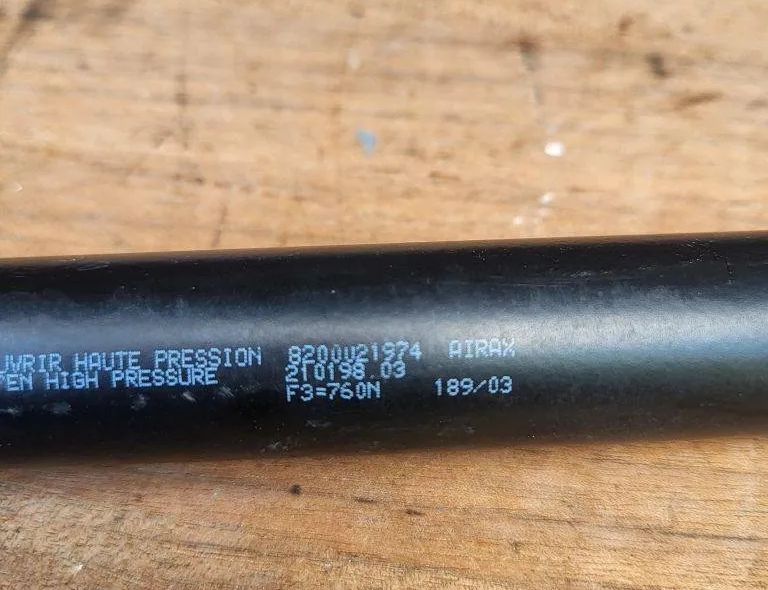 UVRIR HAUTE PRESSION 8200021974 AIRAX
EN HIGH PRESSURE 210198.03
F3=760N 189/03